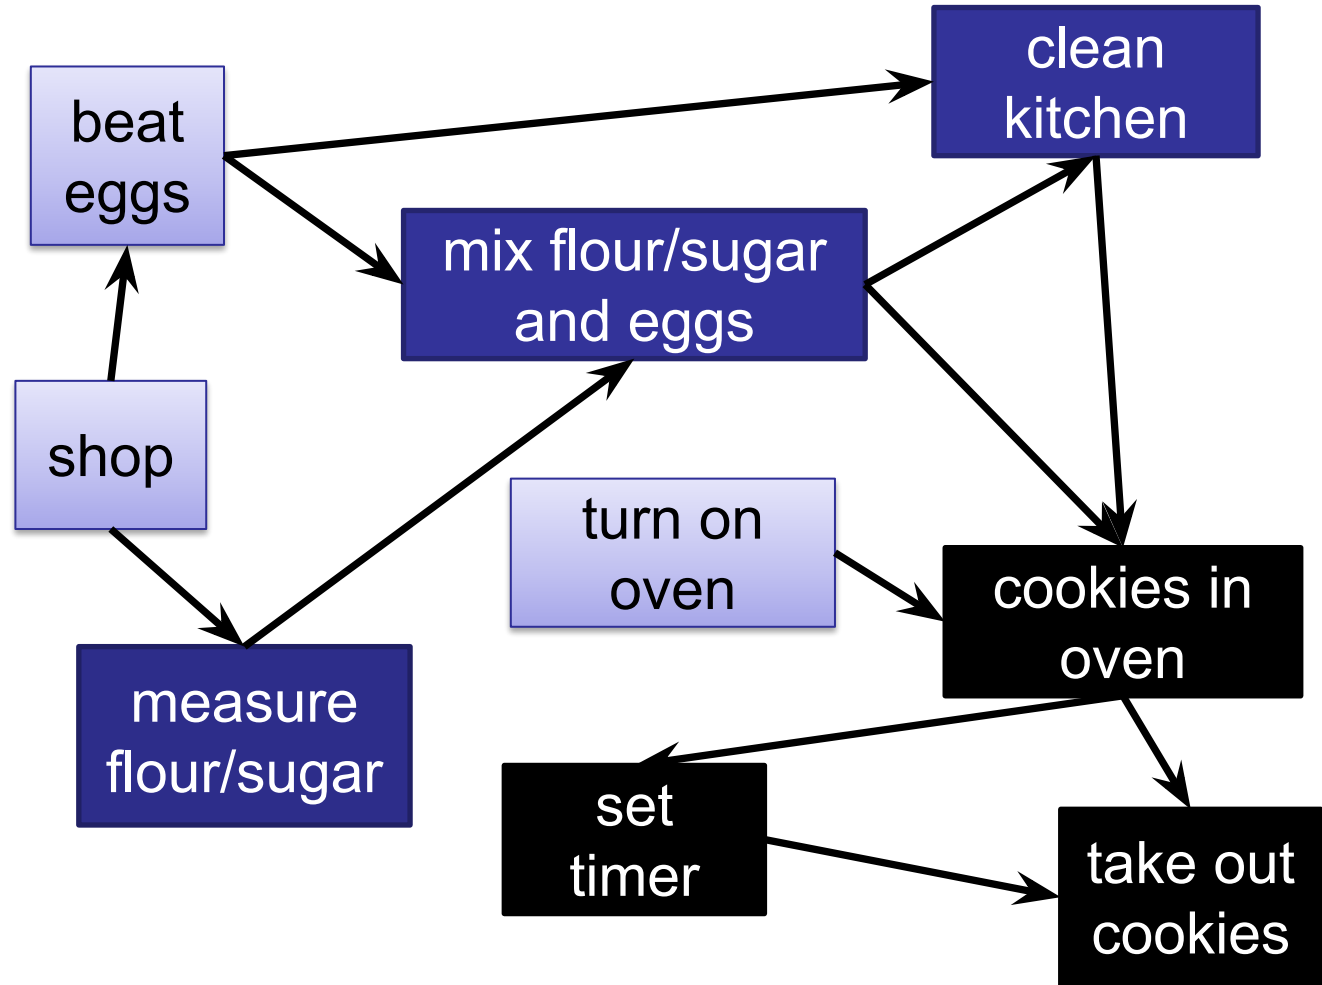 clean
kitchen
beat
eggs
mix flour/sugar
and eggs
shop
turn on
oven
cookies in
oven
measure
flour/sugar
set
timer
take out
cookies